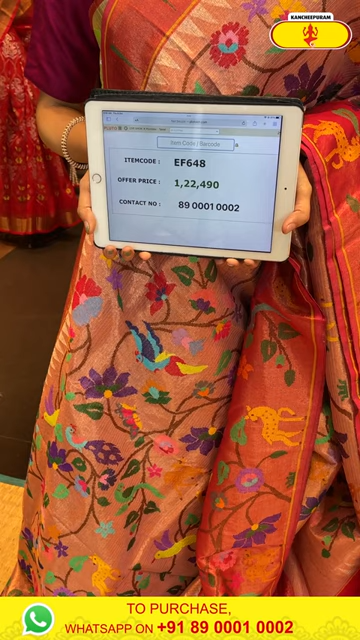 KANCHEEPURAM
Item Code / Barcode
ITEMCODE : EF648
OFFER PRICE : 1,22,490
CONTACT NO : 89 0001 0002
TO PURCHASE,
WHATSAPP ON +91 89 0001 0002